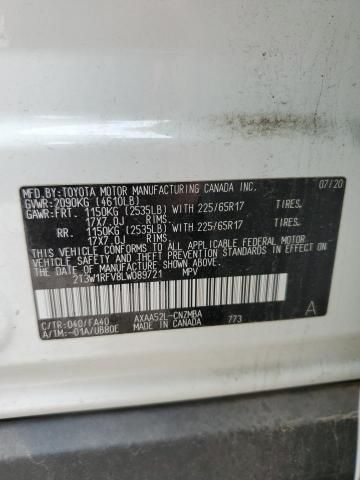 MFD.BY:TOYOTA MOTOR MANUFACTURING CANADA INC. 07/20
GVWR:2090KG (4610LB)
GAWR:FRT. 1150KG (2535LB) WITH 225/65R17 TIRES.
17X7.0J RIMS.
RR. 1150KG (2535LB) WITH 225/65R17 TIRES.
17X7.0J RIMS.
THIS VEHICLE CONFORMS TO ALL APPLICABLE FEDERAL MOTOR
VEHICLE SAFETY AND THEFT PREVENTION STANDARDS IN EFFECT
ON THE DATE OF MANUFACTURE SHOWN ABOVE.
2T3W1RFV8LW089721 MPV
A
C/TR:040/FA40 AXAA52L-CNZMBA 773
A/TM:-01A/UB80E MADE IN CANADA